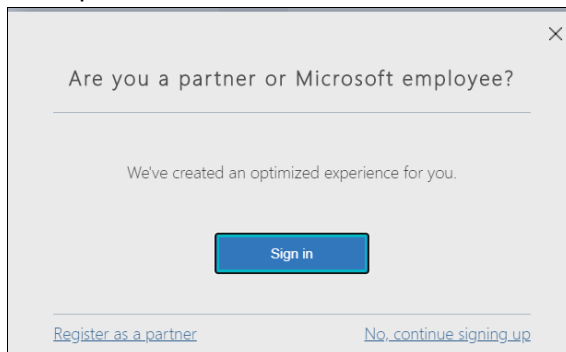 Are you a partner or Microsoft employee?
We've created an optimized experience for you.
Sign in
Register as a partner
No, continue signing up